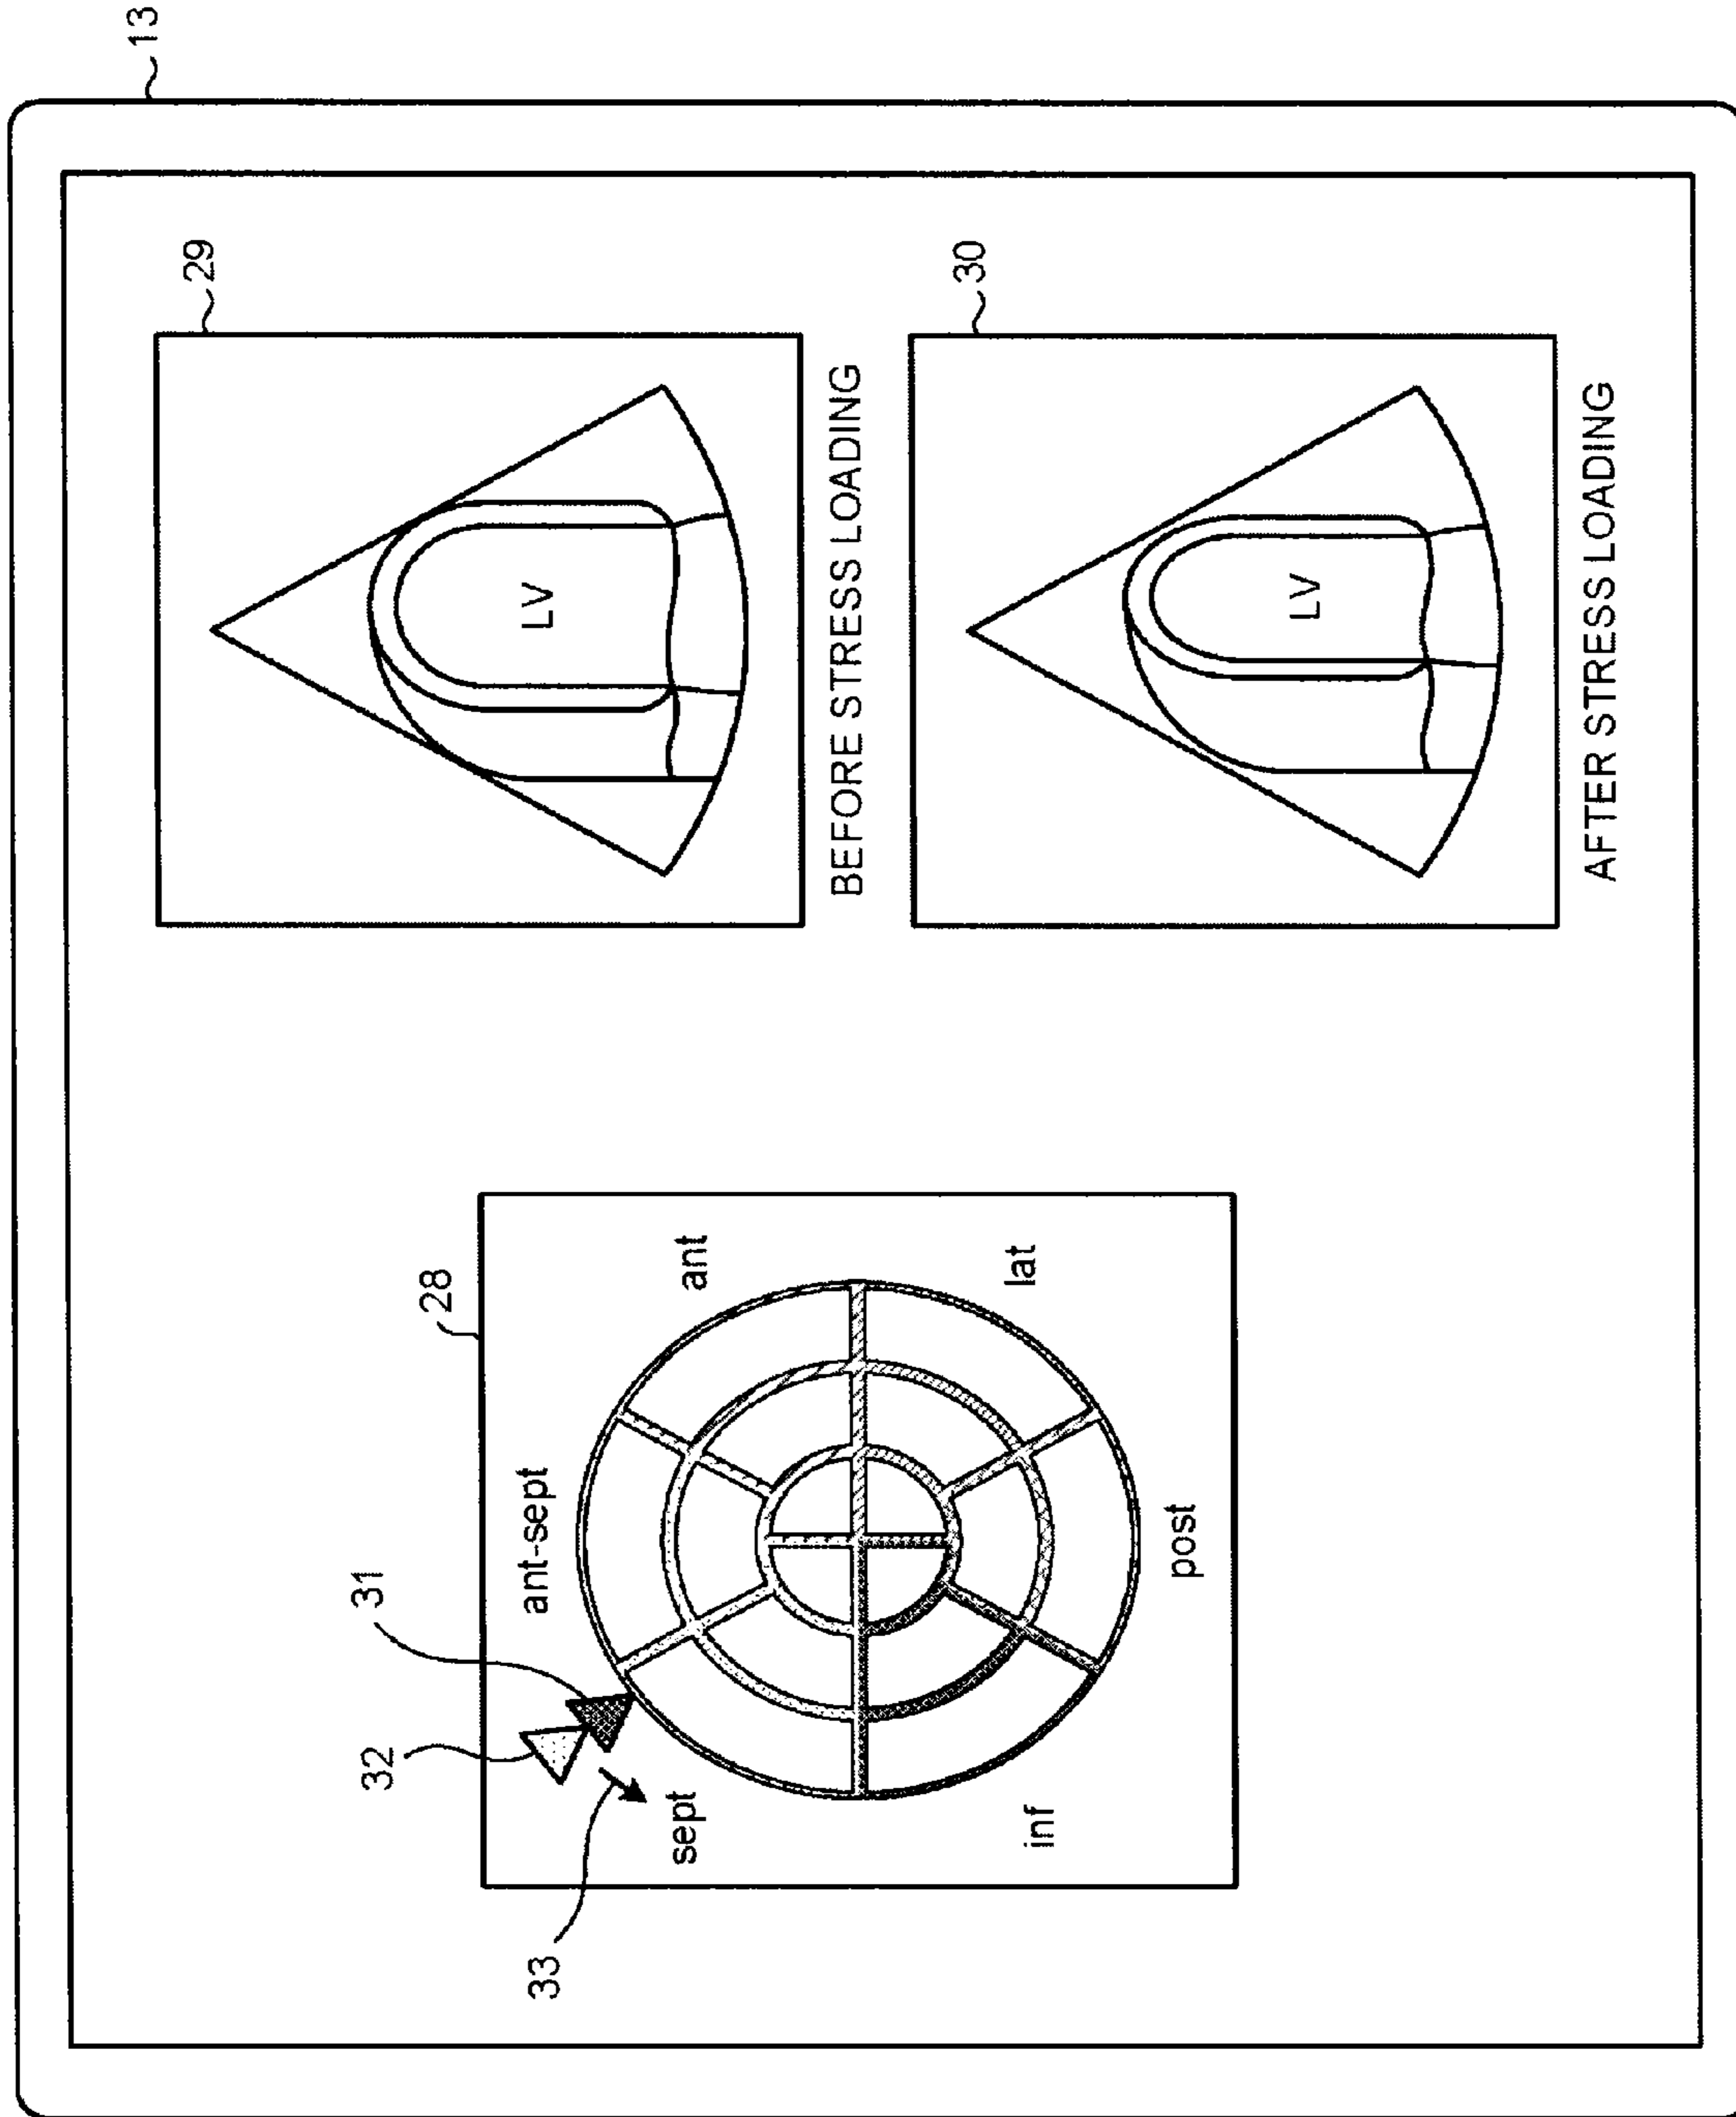 13
28
29
30
31
32
33
ant-sept
ant
sept
lat
inf
post
LV
BEFORE STRESS LOADING
LV
AFTER STRESS LOADING